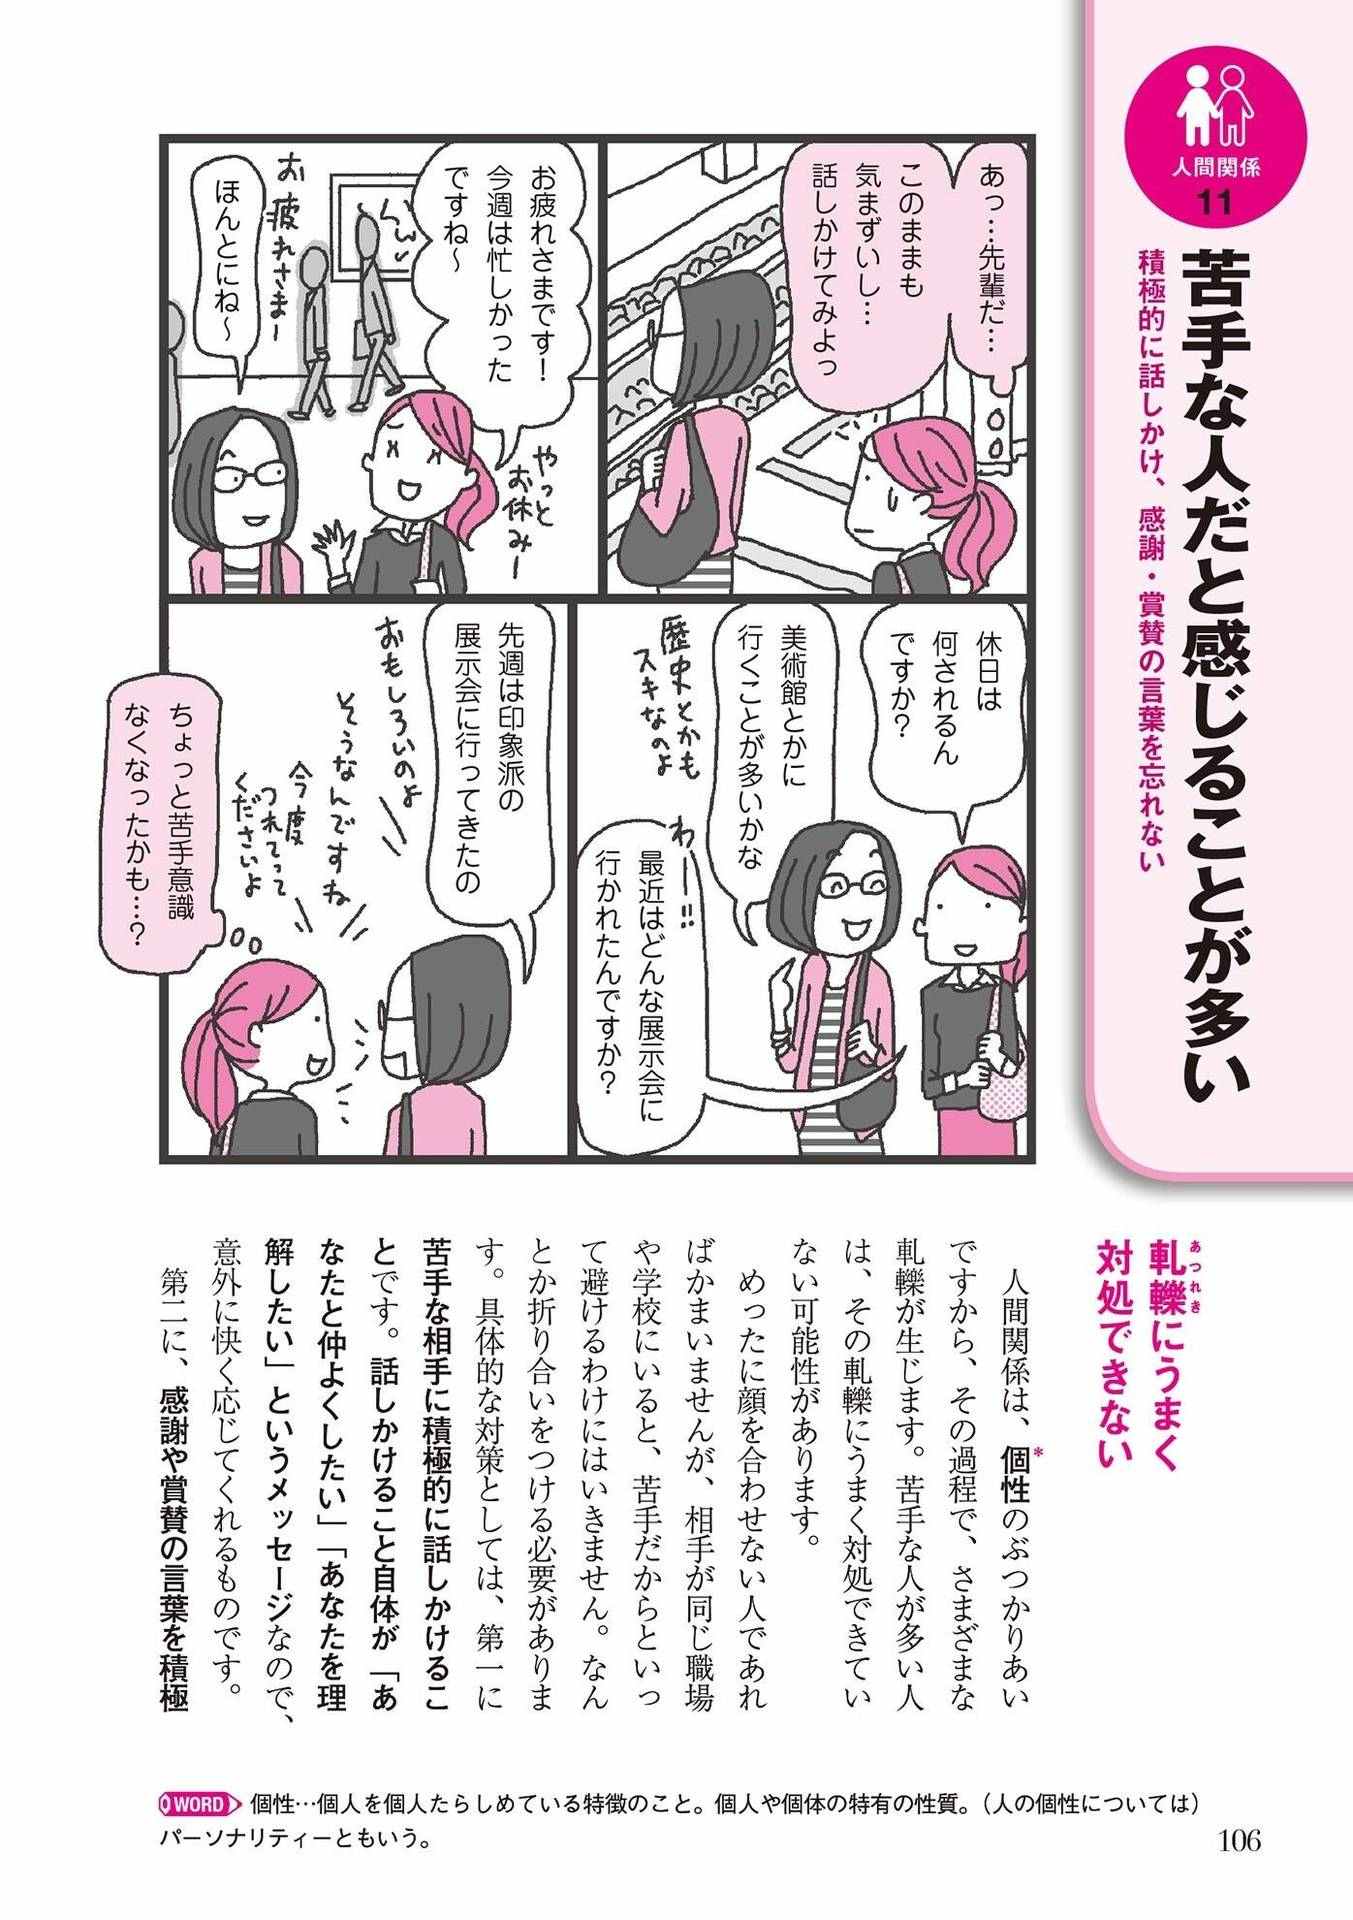 人間関係
11
苦手な人だと感じることが多い
積極的に話しかけ、感謝・賞賛の言葉を忘れない
あっ…先輩だ…
このままも
気まずいし…
話しかけてみよっ
お疲れさまです！
今週は忙しかった
ですね〜
やっと
お休みー
ほんとにね〜
お疲れさまー
休日は
何されるん
ですか？
美術館とかに
行くことが多いかな
歴史とかも
スキなのよ
わー!!
最近はどんな展示会に
行かれたんですか？
先週は印象派の
展示会に行ってきたの
おもしろいのよ
そうなんですね
今度
つれてって
くださいよ
ちょっと苦手意識
なくなったかも…？
軋轢にうまく
あつれき
対処できない
人間関係は、個性のぶつかりあい
*
ですから、その過程で、さまざまな
軋轢が生じます。苦手な人が多い人
は、その軋轢にうまく対処できてい
ない可能性があります。
めったに顔を合わせない人であれ
ばかまいませんが、相手が同じ職場
や学校にいると、苦手だからといっ
て避けるわけにはいきません。なん
とか折り合いをつける必要がありま
す。具体的な対策としては、第一に
苦手な相手に積極的に話しかけるこ
とです。話しかけること自体が「あ
なたと仲よくしたい」「あなたを理
解したい」というメッセージなので、
意外に快く応じてくれるものです。
第二に、感謝や賞賛の言葉を積極
WORD 個性…個人を個人たらしめている特徴のこと。個人や個体の特有の性質。（人の個性については）
パーソナリティーともいう。
106